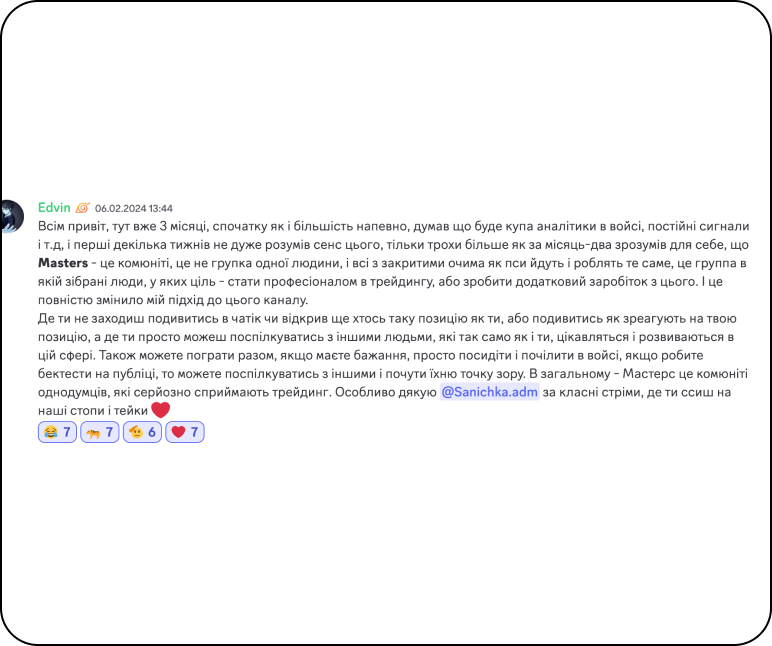 Edvin 06.02.2024 13:44
Всім привіт, тут вже 3 місяці, спочатку як і більшість напевно, думав що буде купа аналітики в войсі, постійні сигнали
і т.д, і перші декілька тижнів не дуже розумів сенс цього, тільки трохи більше як за місяць-два зрозумів для себе, що
Masters - це комюніті, це не групка одної людини, і всі з закритими очима як пси йдуть і роблять те саме, це группа в
якій зібрані люди, у яких ціль - стати професіоналом в трейдингу, або зробити додатковий заробіток з цього. І це
повністю змінило мій підхід до цього каналу.
Де ти не заходиш подивитись в чатік чи відкрив ще хтось таку позицію як ти, або подивитись як зреагують на твою
позицію, а де ти просто можеш поспілкуватись з іншими людьми, які так само як і ти, цікавляться і розвиваються в
цій сфері. Також можете пограти разом, якщо маєте бажання, просто посидіти і почілити в войсі, якщо робите
бектести на публіці, то можете поспілкуватись з іншими і почути їхню точку зору. В загальному - Мастерс це комюніті
однодумців, які серйозно сприймають трейдинг. Особливо дякую @Sanichka.adm за класні стріми, де ти ссиш на
наші стопи і тейки ❤️
😂 7 🐅 7 🫡 6 ❤️ 7